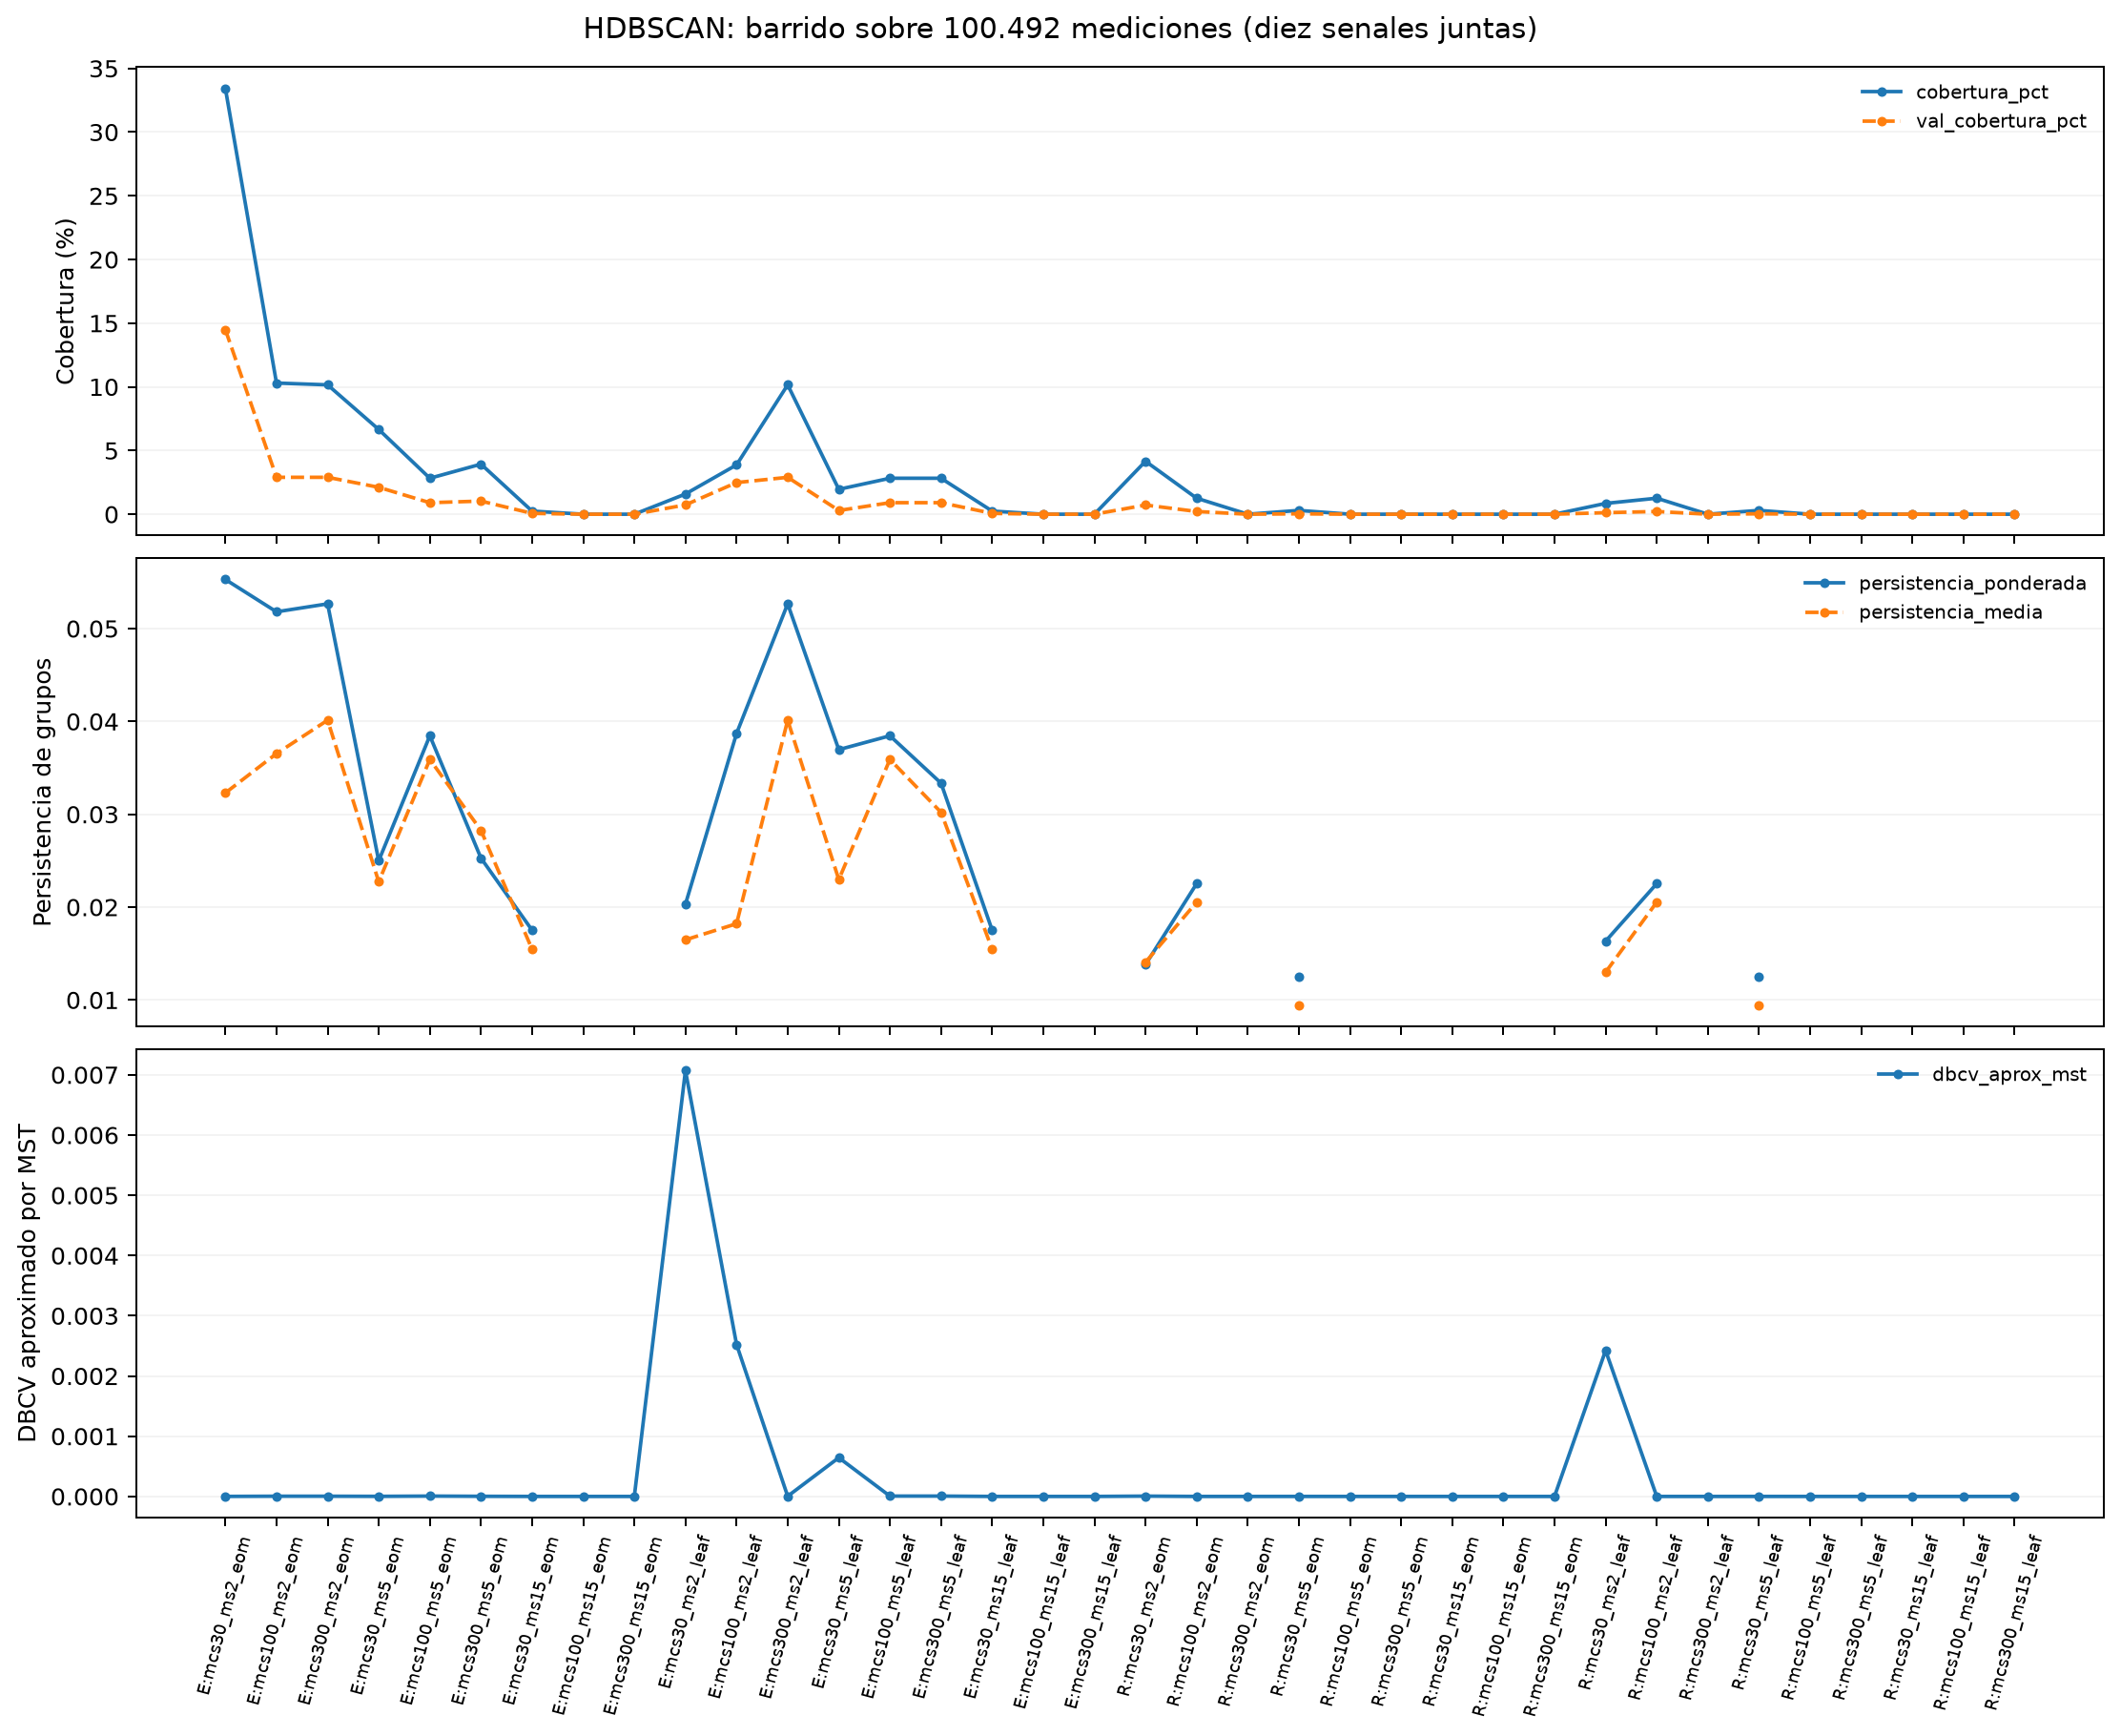 HDBSCAN: barrido sobre 100.492 mediciones (diez senales juntas)
Cobertura (%)
35
30
25
20
15
10
5
0
cobertura_pct
val_cobertura_pct
Persistencia de grupos
0.05
0.04
0.03
0.02
0.01
persistencia_ponderada
persistencia_media
DBCV aproximado por MST
0.007
0.006
0.005
0.004
0.003
0.002
0.001
0.000
dbcv_aprox_mst
E:mcs30_ms2_eom
E:mcs100_ms2_eom
E:mcs300_ms2_eom
E:mcs30_ms5_eom
E:mcs100_ms5_eom
E:mcs300_ms5_eom
E:mcs30_ms15_eom
E:mcs100_ms15_eom
E:mcs300_ms15_eom
E:mcs30_ms2_leaf
E:mcs100_ms2_leaf
E:mcs300_ms2_leaf
E:mcs30_ms5_leaf
E:mcs100_ms5_leaf
E:mcs300_ms5_leaf
E:mcs30_ms15_leaf
E:mcs100_ms15_leaf
E:mcs300_ms15_leaf
R:mcs30_ms2_eom
R:mcs100_ms2_eom
R:mcs300_ms2_eom
R:mcs30_ms5_eom
R:mcs100_ms5_eom
R:mcs300_ms5_eom
R:mcs30_ms15_eom
R:mcs100_ms15_eom
R:mcs300_ms15_eom
R:mcs30_ms2_leaf
R:mcs100_ms2_leaf
R:mcs300_ms2_leaf
R:mcs30_ms5_leaf
R:mcs100_ms5_leaf
R:mcs300_ms5_leaf
R:mcs30_ms15_leaf
R:mcs100_ms15_leaf
R:mcs300_ms15_leaf